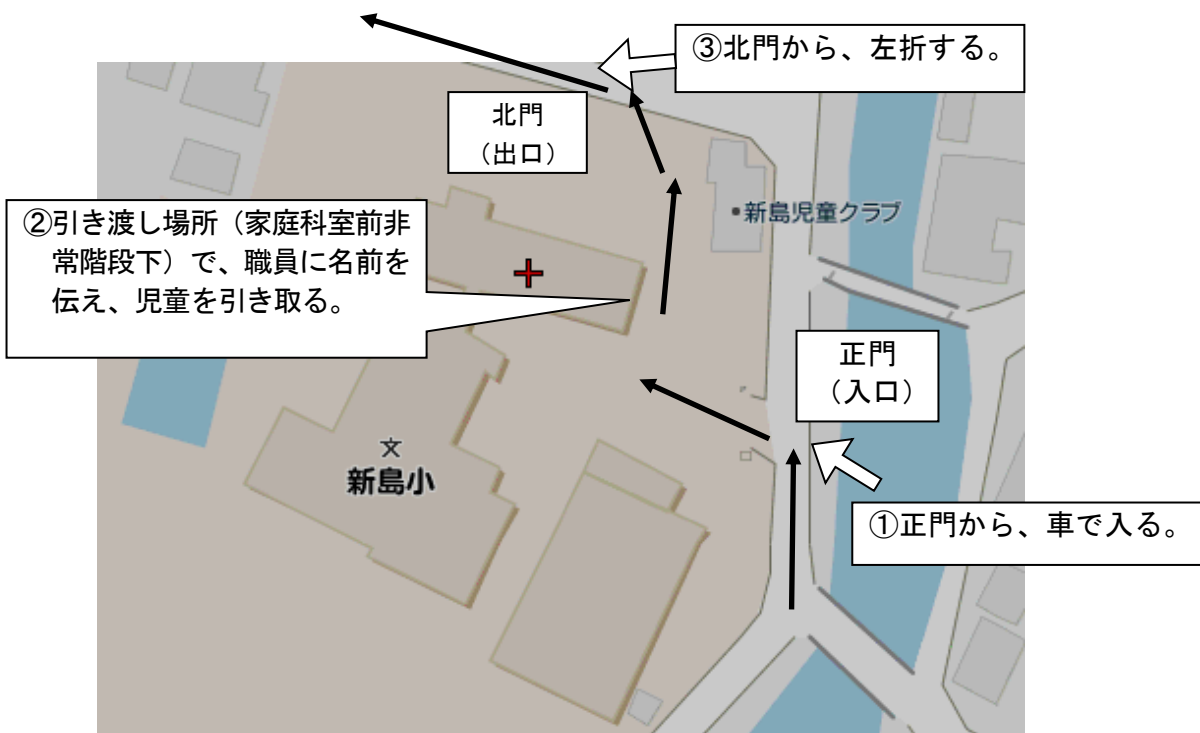 ③北門から、左折する。
北門
（出口）
・新島児童クラブ
②引き渡し場所（家庭科室前非
常階段下）で、職員に名前を
伝え、児童を引き取る。
正門
（入口）
文
新島小
①正門から、車で入る。